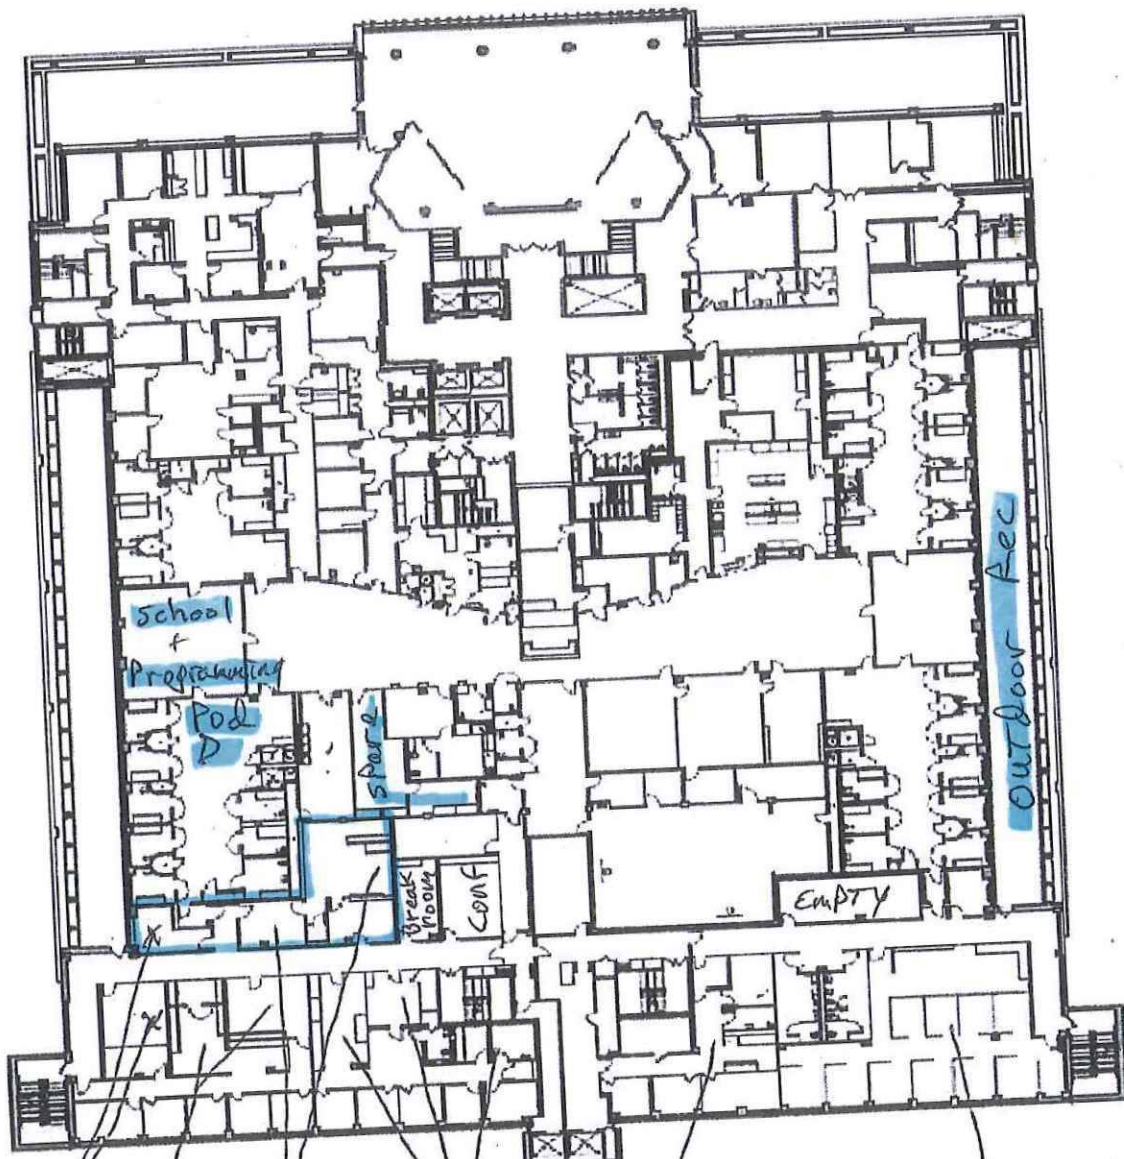 School
+
Programming
Pod
D
spare
Outdoor Rec
Break
room
Conf
EMPTY
X
X